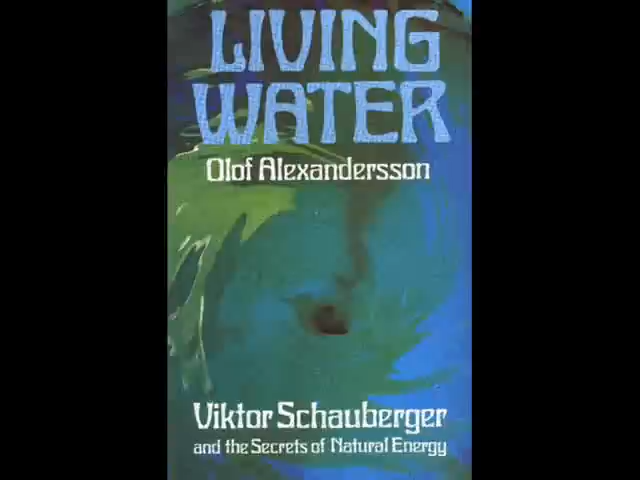 LIVING
WATER
Olof Alexandersson
Viktor Schauberger
and the Secrets of Natural Energy